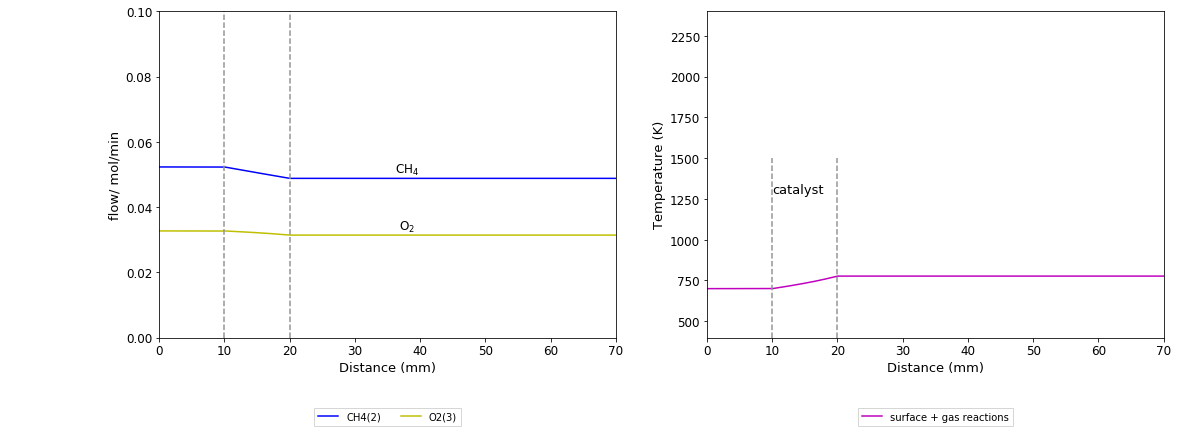 0.10
0.08
0.06
0.04
0.02
0.00
flow/ mol/min
CH₄
O₂
0 10 20 30 40 50 60 70
Distance (mm)
CH4(2) O2(3)
2250
2000
1750
1500
1250
1000
750
500
Temperature (K)
catalyst
0 10 20 30 40 50 60 70
Distance (mm)
surface + gas reactions